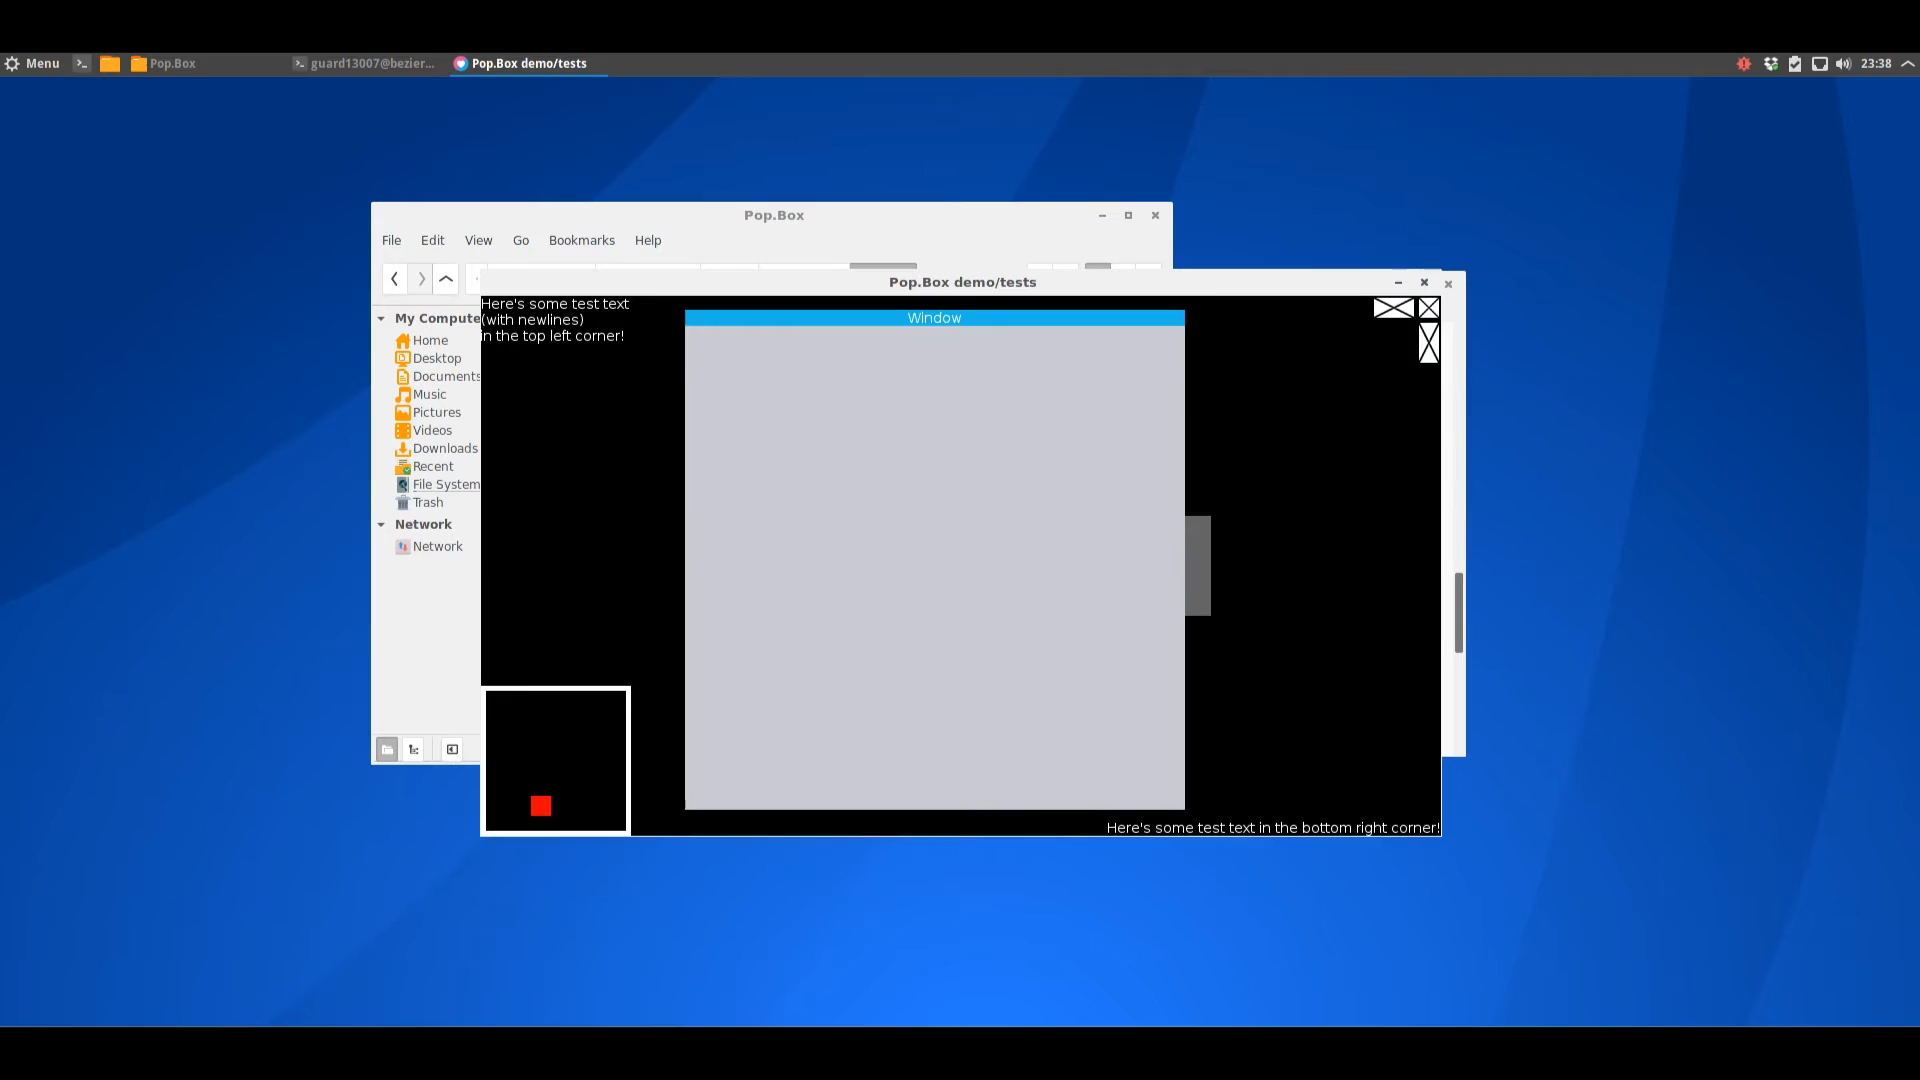 Menu
Pop.Box
guard13007@bezier...
Pop.Box demo/tests
23:38
Pop.Box
File Edit View Go Bookmarks Help
Pop.Box demo/tests
My Compute
Home
Desktop
Documents
Music
Pictures
Videos
Downloads
Recent
File System
Trash
Network
Network
Here's some test text
(with newlines)
in the top left corner!
Window
Here's some test text in the bottom right corner!